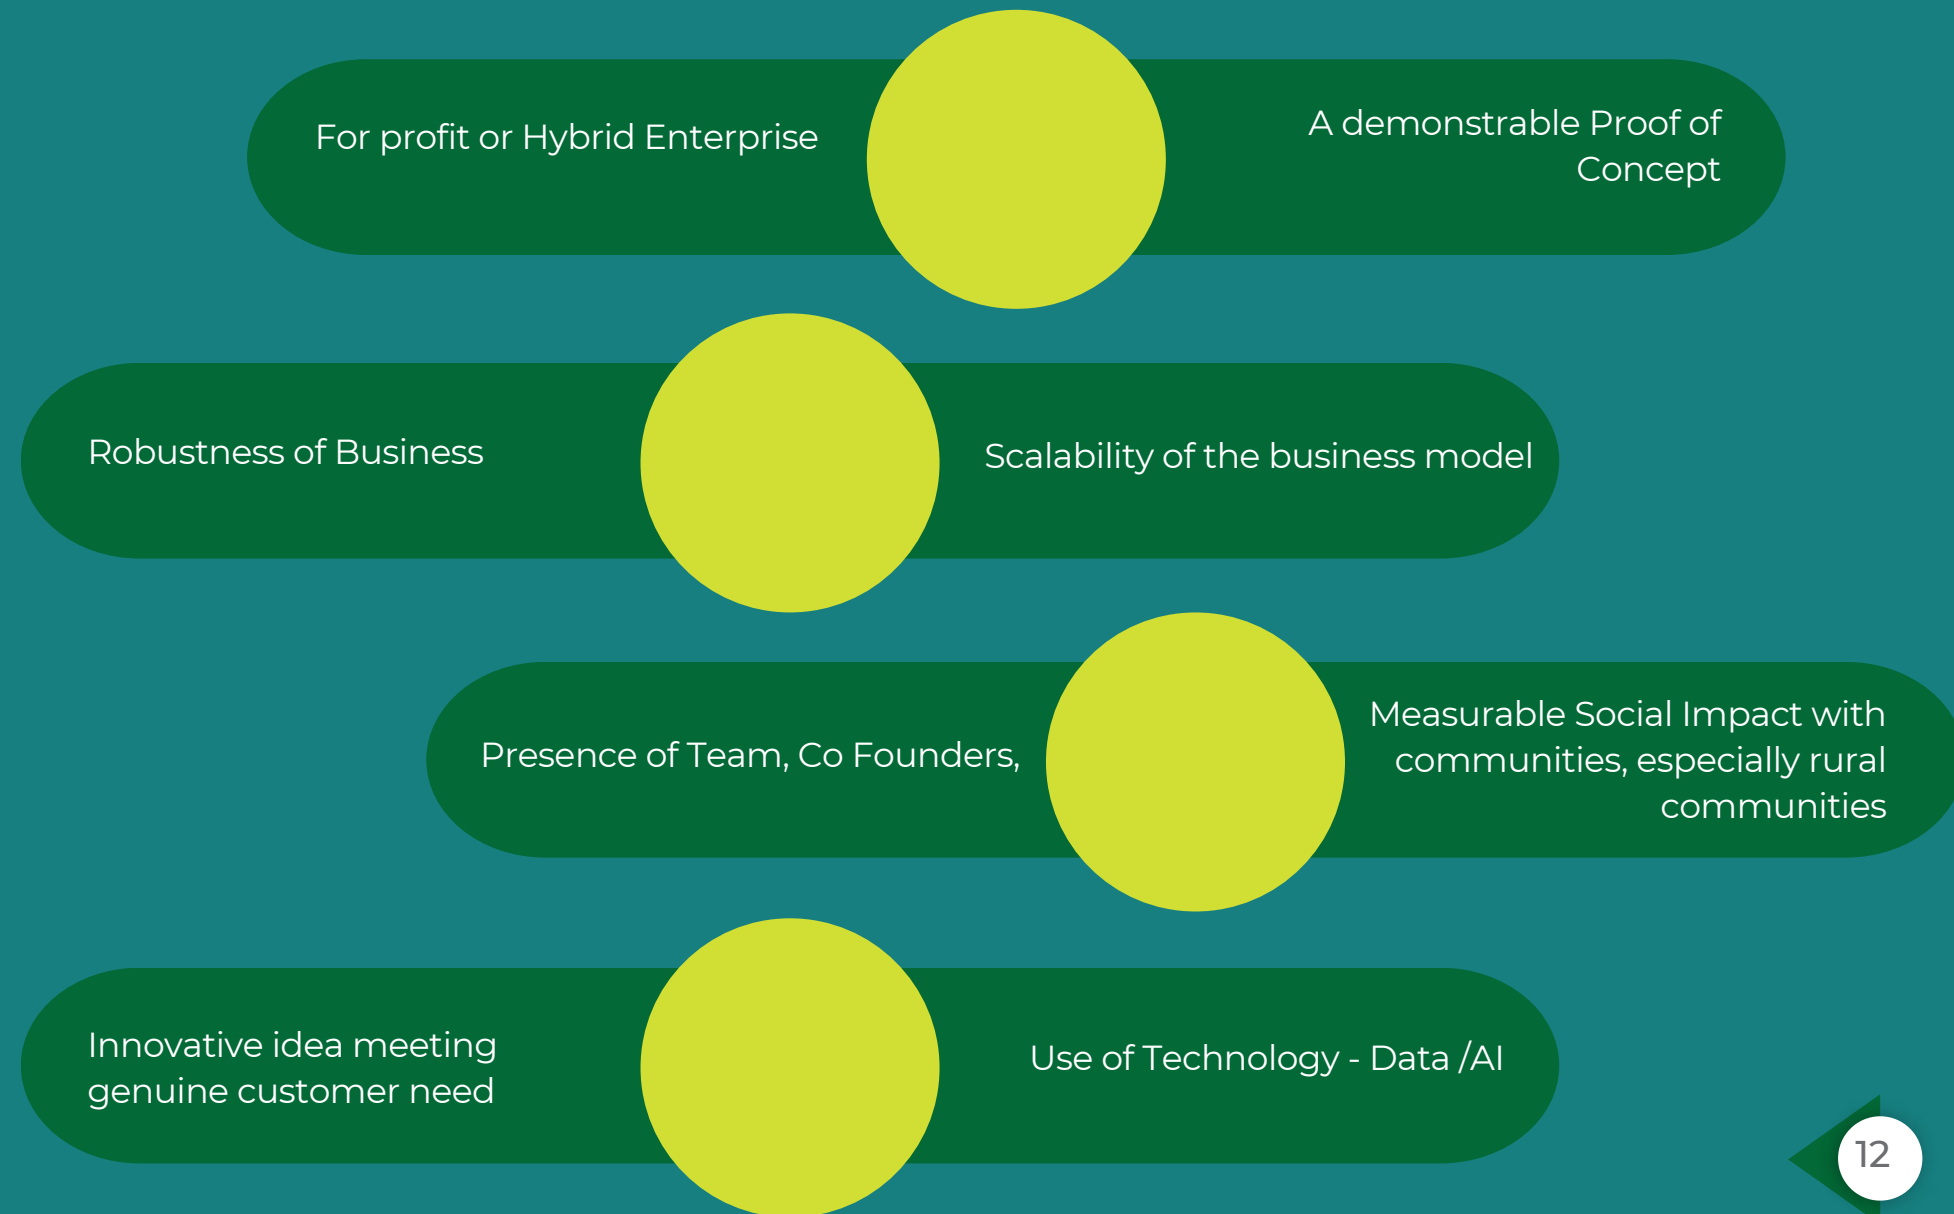 For profit or Hybrid Enterprise
A demonstrable Proof of
Concept
Robustness of Business
Scalability of the business model
Presence of Team, Co Founders,
Measurable Social Impact with
communities, especially rural
communities
Innovative idea meeting
genuine customer need
Use of Technology - Data /AI
12